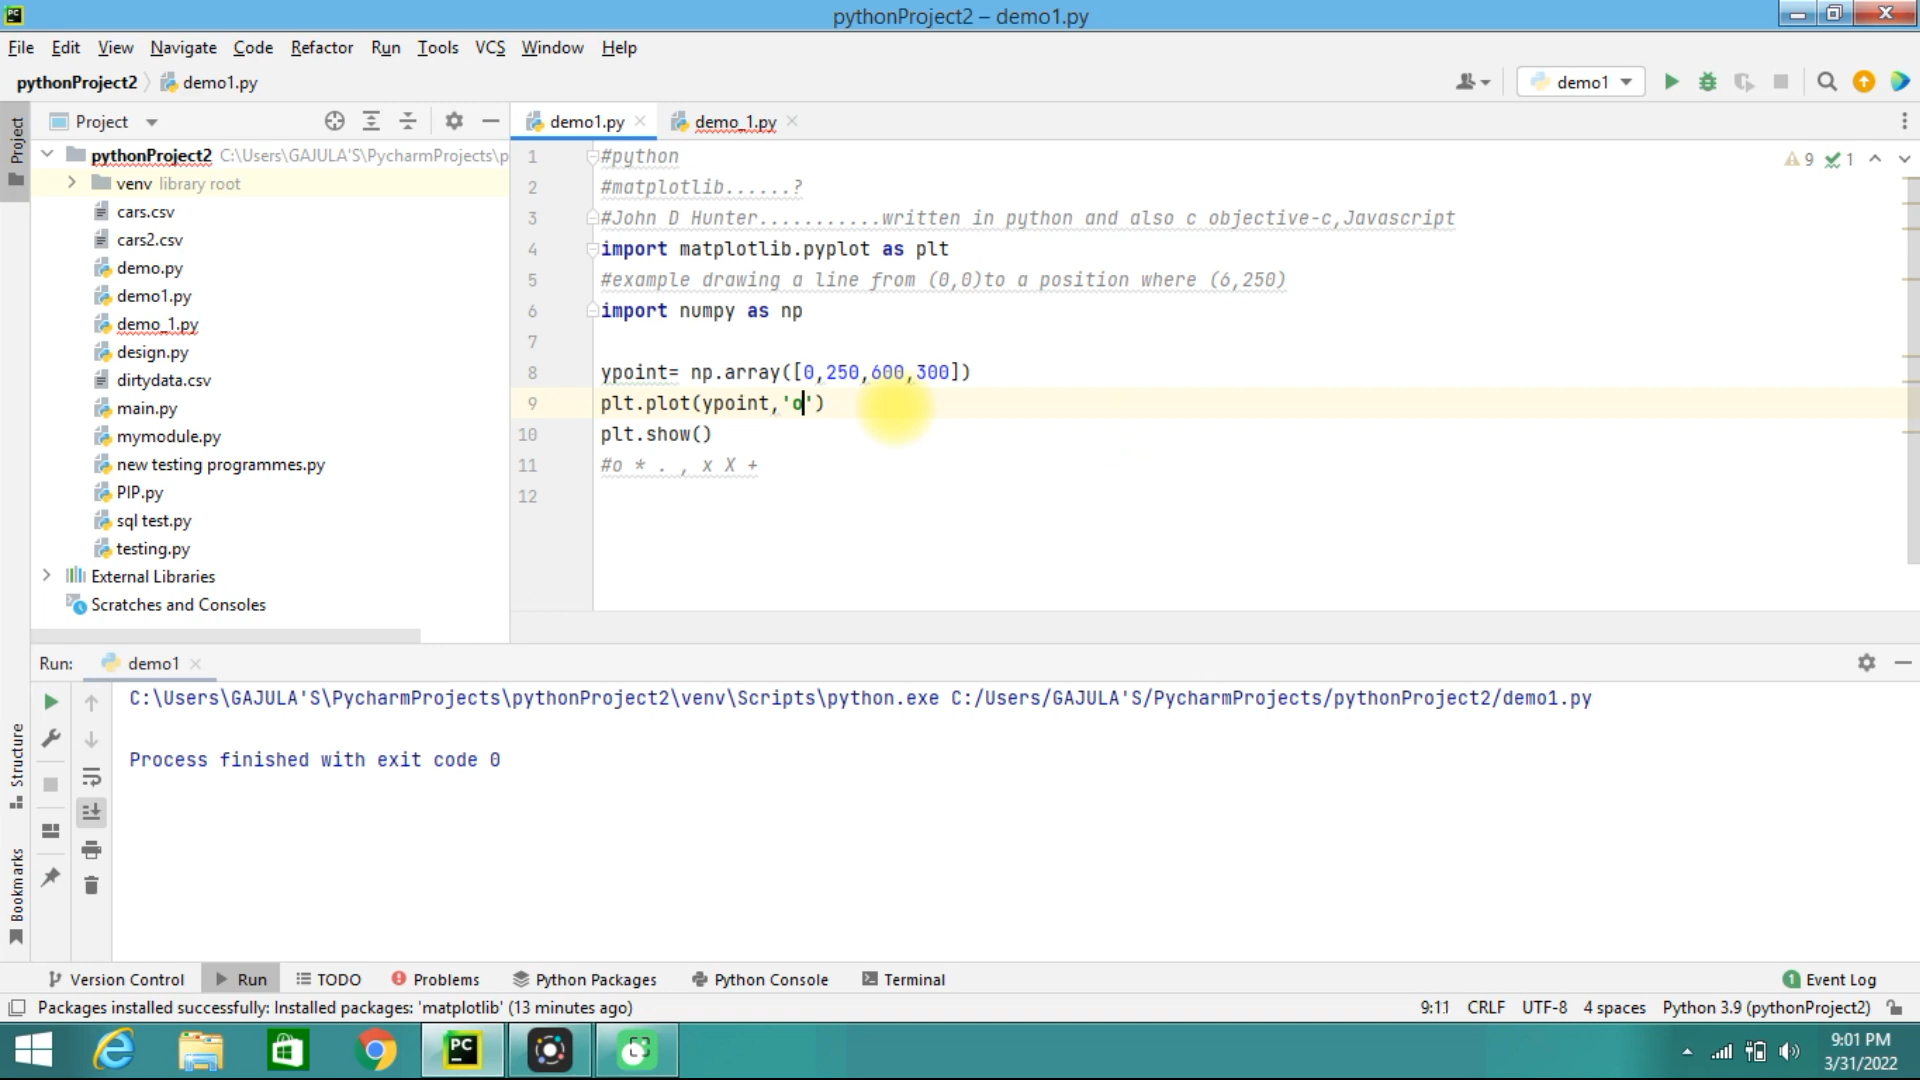 pythonProject2 – demo1.py
File Edit View Navigate Code Refactor Run Tools VCS Window Help
pythonProject2 demo1.py
demo1
Project
demo1.py demo_1.py
Project
pythonProject2 C:\Users\GAJULA'S\PycharmProjects\p
venv library root
cars.csv
cars2.csv
demo.py
demo1.py
demo_1.py
design.py
dirtydata.csv
main.py
mymodule.py
new testing programmes.py
PIP.py
sql test.py
testing.py
External Libraries
Scratches and Consoles
9 1
1 #python
2 #matplotlib......?
3 #John D Hunter...........written in python and also c objective-c,Javascript
4 import matplotlib.pyplot as plt
5 #example drawing a line from (0,0)to a position where (6,250)
6 import numpy as np
7
8 ypoint= np.array([0,250,600,300])
9 plt.plot(ypoint,'o')
10 plt.show()
11 #o * . , x X +
12
Run: demo1
C:\Users\GAJULA'S\PycharmProjects\pythonProject2\venv\Scripts\python.exe C:/Users/GAJULA'S/PycharmProjects/pythonProject2/demo1.py
Process finished with exit code 0
Structure
Bookmarks
Version Control Run TODO Problems Python Packages Python Console Terminal 1 Event Log
Packages installed successfully: Installed packages: 'matplotlib' (13 minutes ago) 9:11 CRLF UTF-8 4 spaces Python 3.9 (pythonProject2)
PC
9:01 PM
3/31/2022